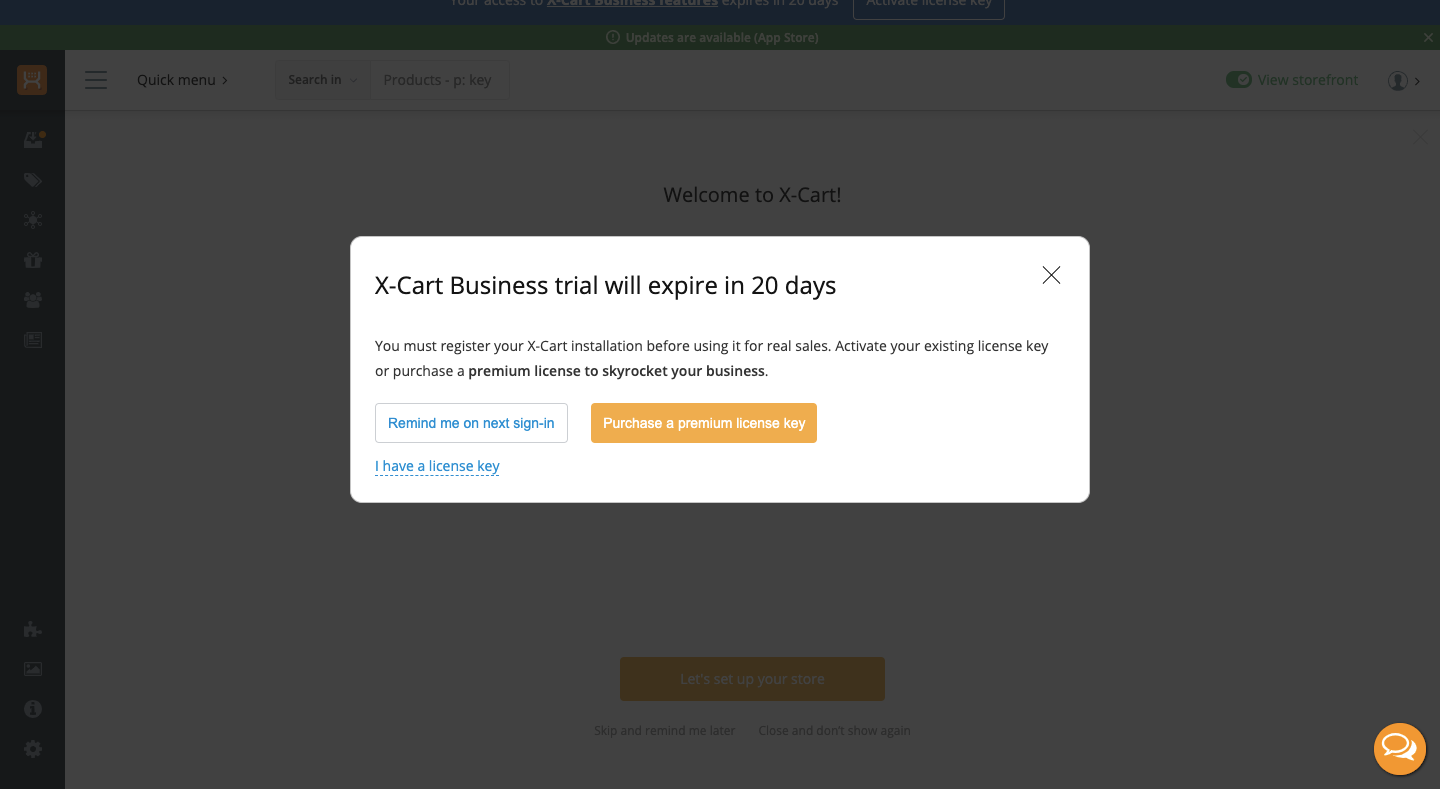 Your access to X-Cart Business features expires in 20 days
Activate license key
Updates are available (App Store)
Quick menu
Search in
Products - p: key
View storefront
Welcome to X-Cart!
X-Cart Business trial will expire in 20 days
You must register your X-Cart installation before using it for real sales. Activate your existing license key
or purchase a premium license to skyrocket your business.
Remind me on next sign-in
Purchase a premium license key
I have a license key
Let's set up your store
Skip and remind me later
Close and don't show again